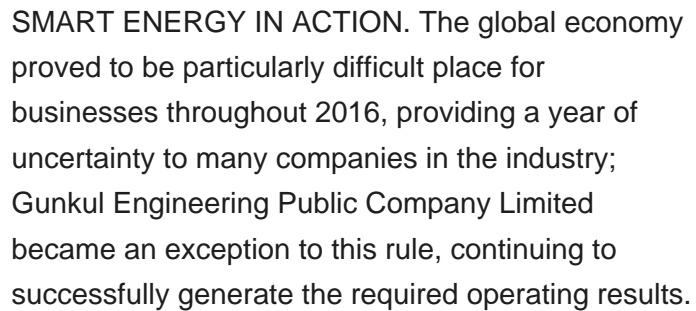 SMART ENERGY IN ACTION. The global economy
proved to be particularly difficult place for
businesses throughout 2016, providing a year of
uncertainty to many companies in the industry;
Gunkul Engineering Public Company Limited
became an exception to this rule, continuing to
successfully generate the required operating results.